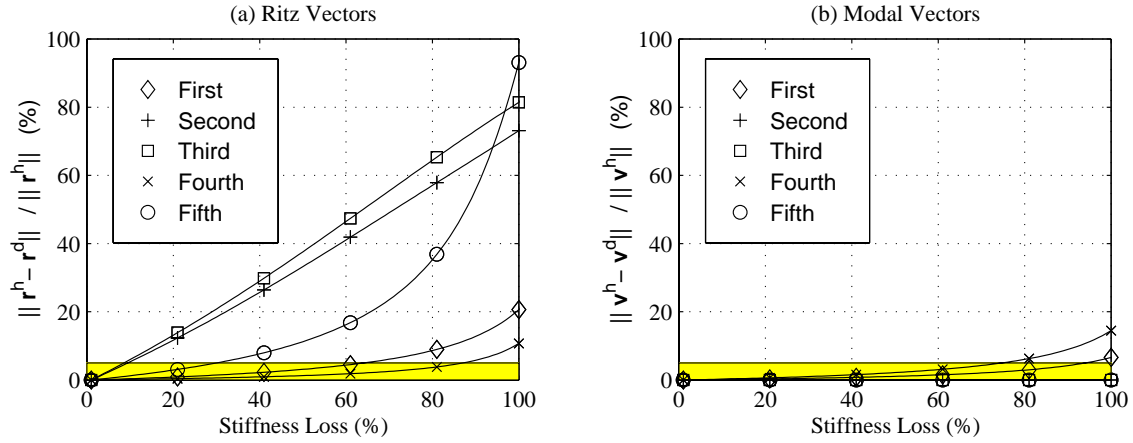 (a) Ritz Vectors
100
80
60
40
20
0
|| r^h – r^d || / || r^h || (%)
First
Second
Third
Fourth
Fifth
0 20 40 60 80 100
Stiffness Loss (%)
(b) Modal Vectors
100
80
60
40
20
0
|| v^h – v^d || / || v^h || (%)
First
Second
Third
Fourth
Fifth
0 20 40 60 80 100
Stiffness Loss (%)